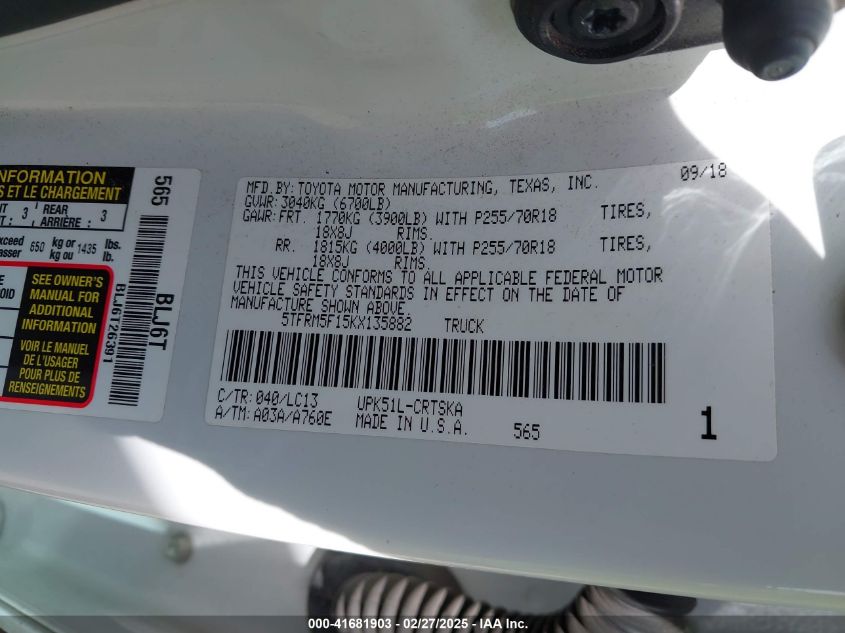 INFORMATION
S ET LE CHARGEMENT
3 REAR 3
: ARRIÈRE :
650 kg or 1435 lbs.
kg ou lb.
SEE OWNER'S
MANUAL FOR
ADDITIONAL
INFORMATION
VOIR LE MANUEL
DE L'USAGER
POUR PLUS DE
RENSEIGNEMENTS
565
BLJ6T
BLJ6T26391
MFD.BY: TOYOTA MOTOR MANUFACTURING, TEXAS, INC. 09/18
GVWR: 3040KG (6700LB)
GAWR: FRT. 1770KG (3900LB) WITH P255/70R18 TIRES,
18X8J RIMS.
RR. 1815KG (4000LB) WITH P255/70R18 TIRES,
18X8J RIMS.
THIS VEHICLE CONFORMS TO ALL APPLICABLE FEDERAL MOTOR
VEHICLE SAFETY STANDARDS IN EFFECT ON THE DATE OF
MANUFACTURE SHOWN ABOVE.
5TFRM5F15KX135882 TRUCK
C/TR: 040/LC13 UPK51L-CRTSKA
A/TM: A03A/A760E MADE IN U.S.A. 565 1
000-41681903 - 02/27/2025 - IAA Inc.